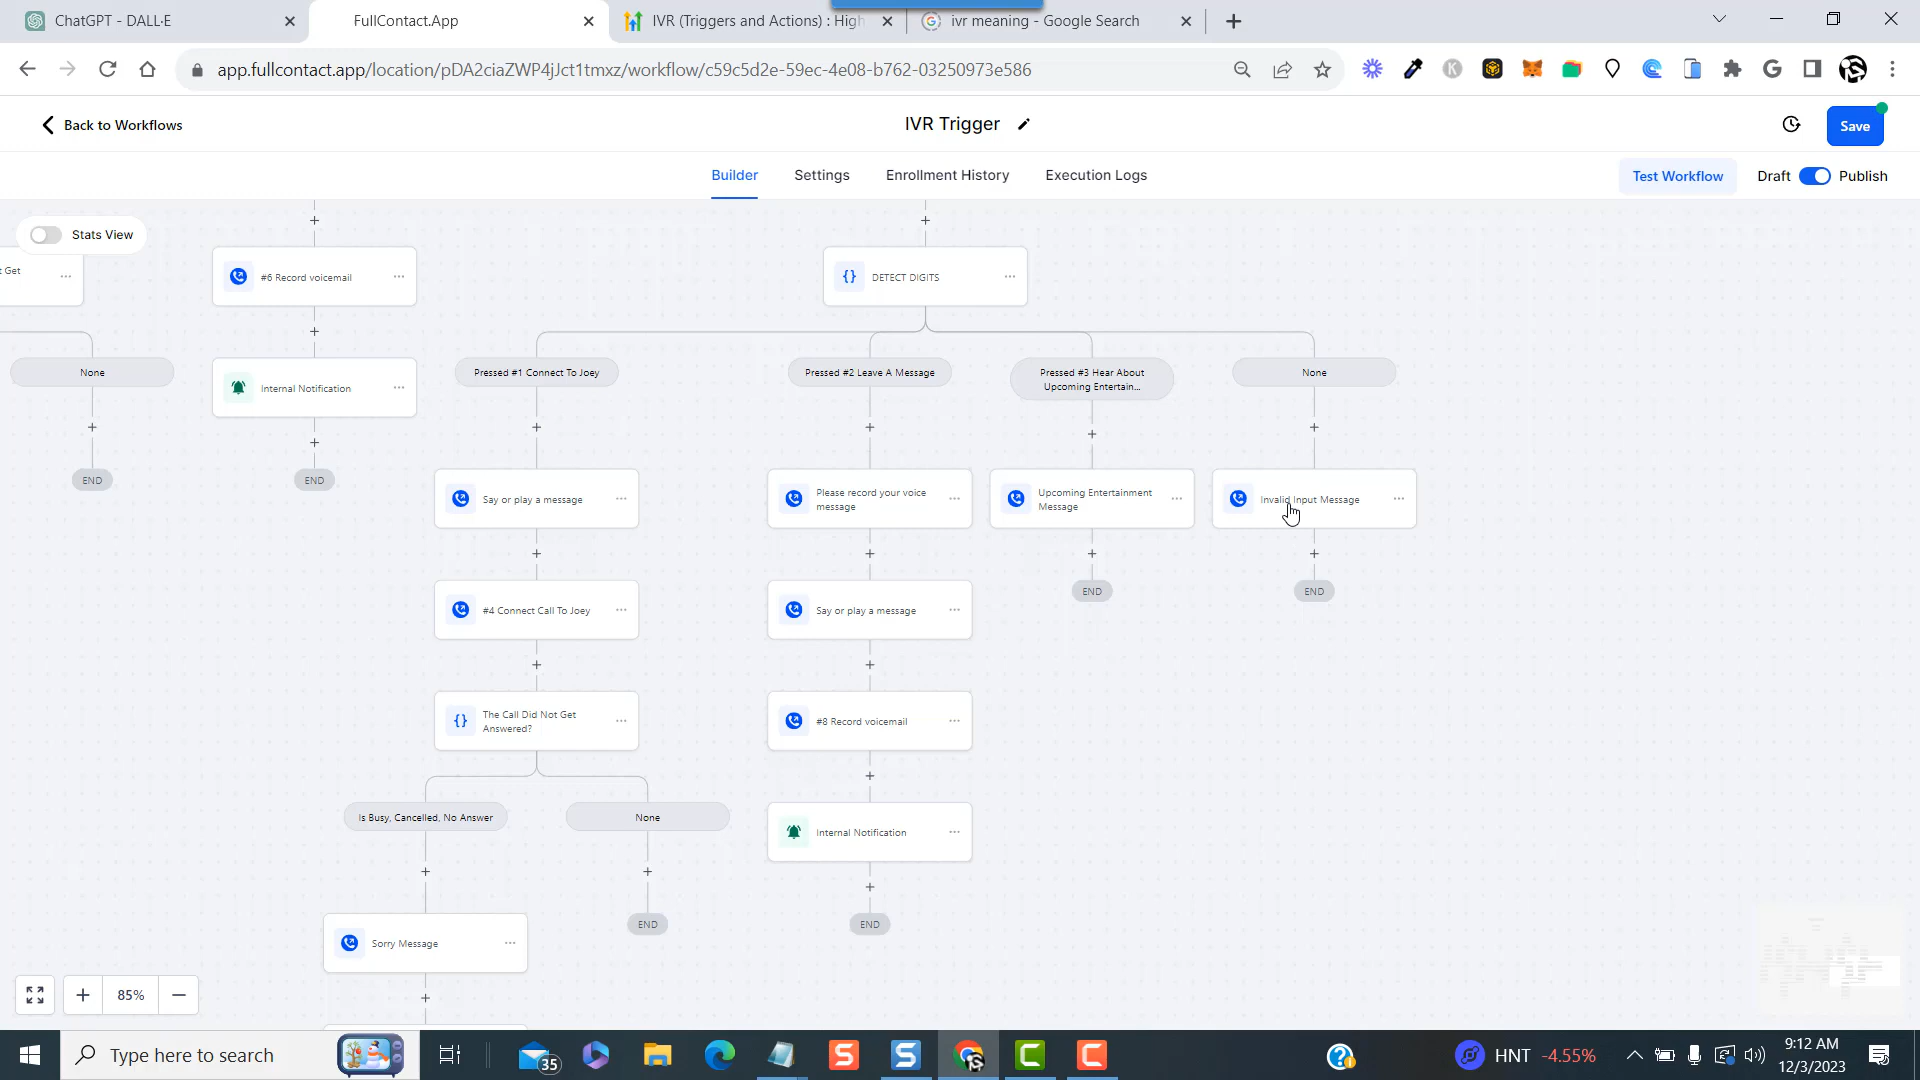 ChatGPT - DALL·E
FullContact.App
IVR (Triggers and Actions) : High
ivr meaning - Google Search
app.fullcontact.app/location/pDA2ciaZWP4jJct1tmxz/workflow/c59c5d2e-59ec-4e08-b762-03250973e586
Back to Workflows
IVR Trigger
Save
Builder
Settings
Enrollment History
Execution Logs
Test Workflow
Draft
Publish
Stats View
t Get
#6 Record voicemail
DETECT DIGITS
None
Internal Notification
Pressed #1 Connect To Joey
Pressed #2 Leave A Message
Pressed #3 Hear About
Upcoming Entertain...
None
END
END
Say or play a message
Please record your voice
message
Upcoming Entertainment
Message
Invalid Input Message
END
END
#4 Connect Call To Joey
Say or play a message
The Call Did Not Get
Answered?
#8 Record voicemail
Is Busy, Cancelled, No Answer
None
Internal Notification
END
END
Sorry Message
85%
Type here to search
35
HNT -4.55%
9:12 AM
12/3/2023